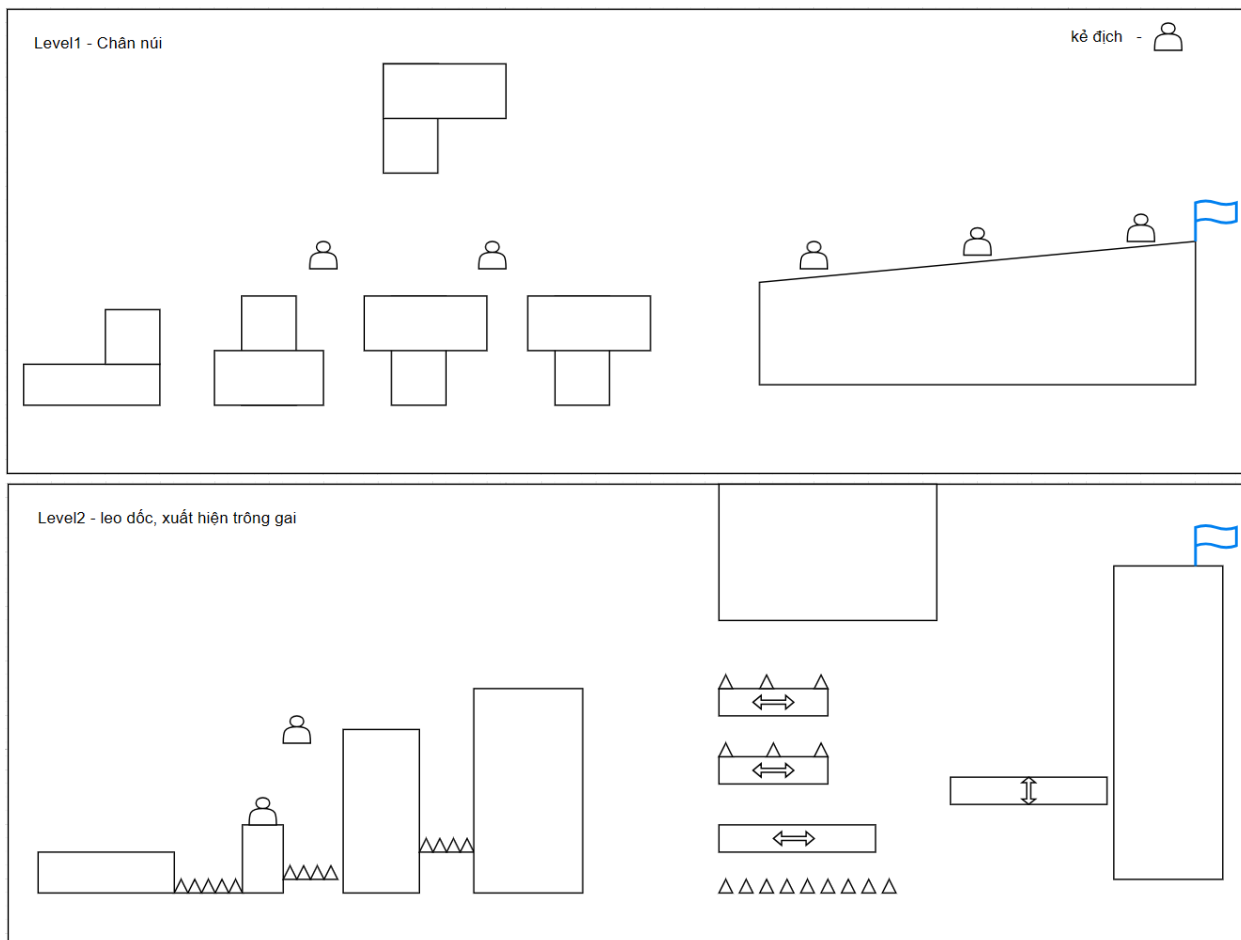 Level1 - Chân núi
kẻ địch -
Level2 - leo dốc, xuất hiện trông gai